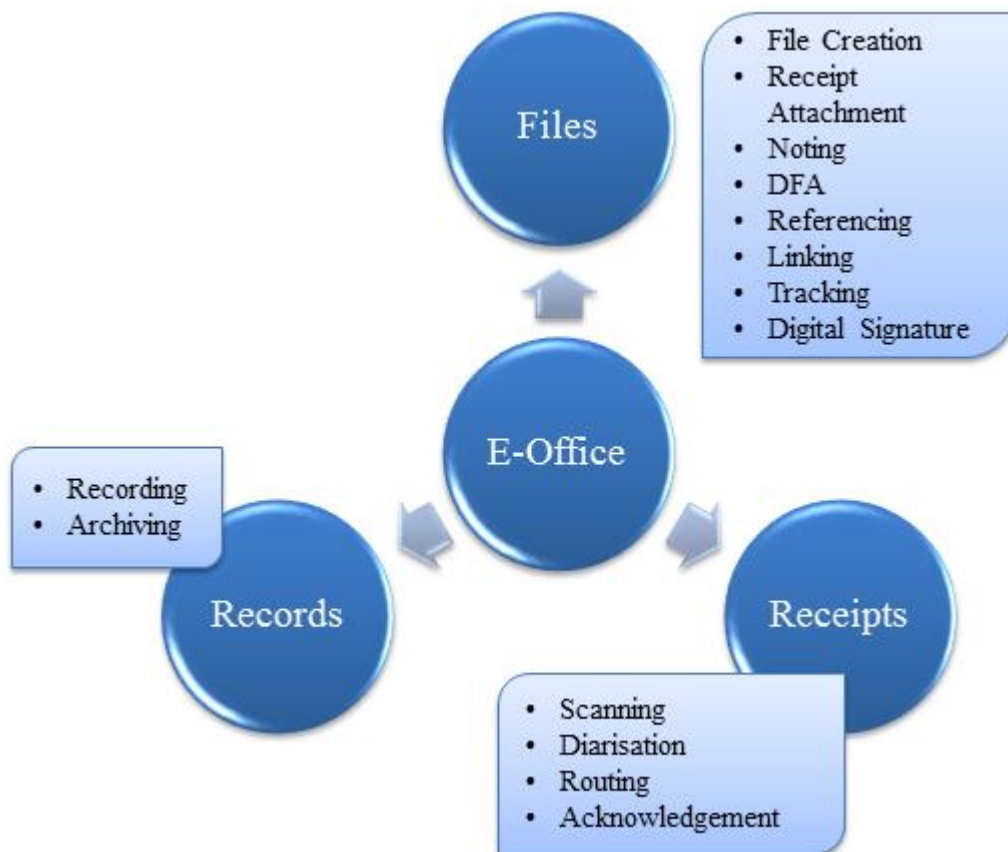 Files
• File Creation
• Receipt
Attachment
• Noting
• DFA
• Referencing
• Linking
• Tracking
• Digital Signature
E-Office
• Recording
• Archiving
Records
Receipts
• Scanning
• Diarisation
• Routing
• Acknowledgement